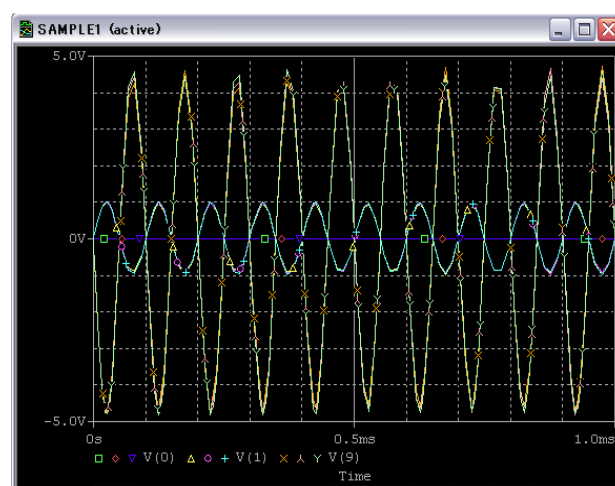 SAMPLE1 (active)
5.0V
0V
-5.0V
0s 0.5ms 1.0ms
V(0) V(1) V(9)
Time